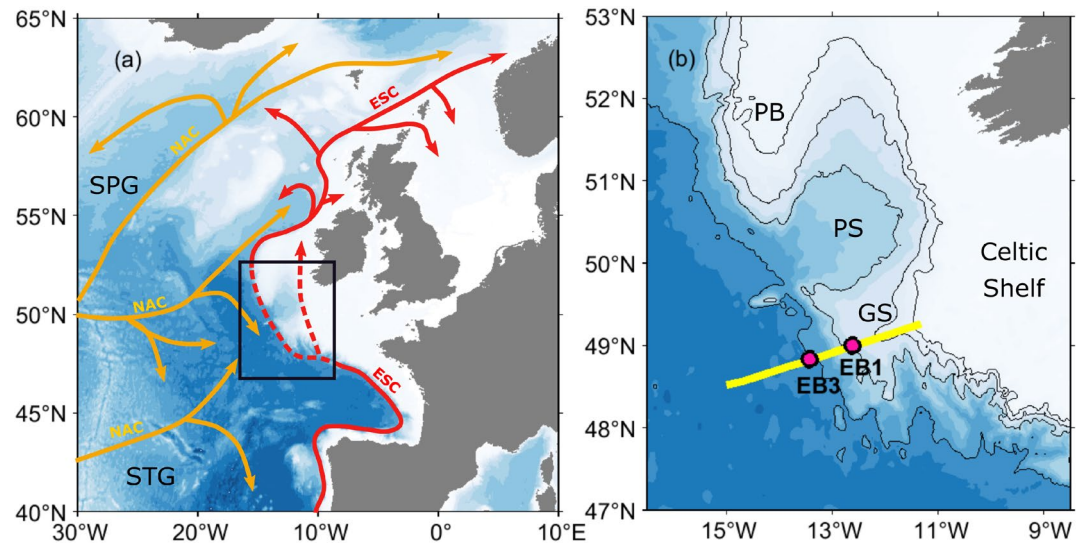 (a)
65°N
60°N
55°N
50°N
45°N
40°N
30°W
20°W
10°W
0°W
10°E
ESC
NAC
SPG
NAC
ESC
NAC
STG
(b)
53°N
52°N
51°N
50°N
49°N
48°N
47°N
15°W
13°W
11°W
9°W
PB
PS
Celtic
Shelf
GS
EB1
EB3